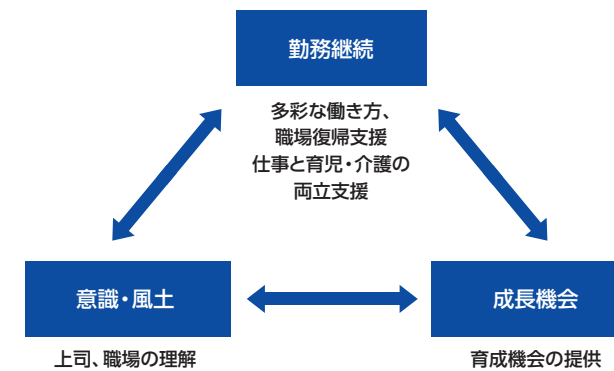 勤務継続
多彩な働き方、
職場復帰支援
仕事と育児・介護の
両立支援
意識・風土
成長機会
上司、職場の理解
育成機会の提供